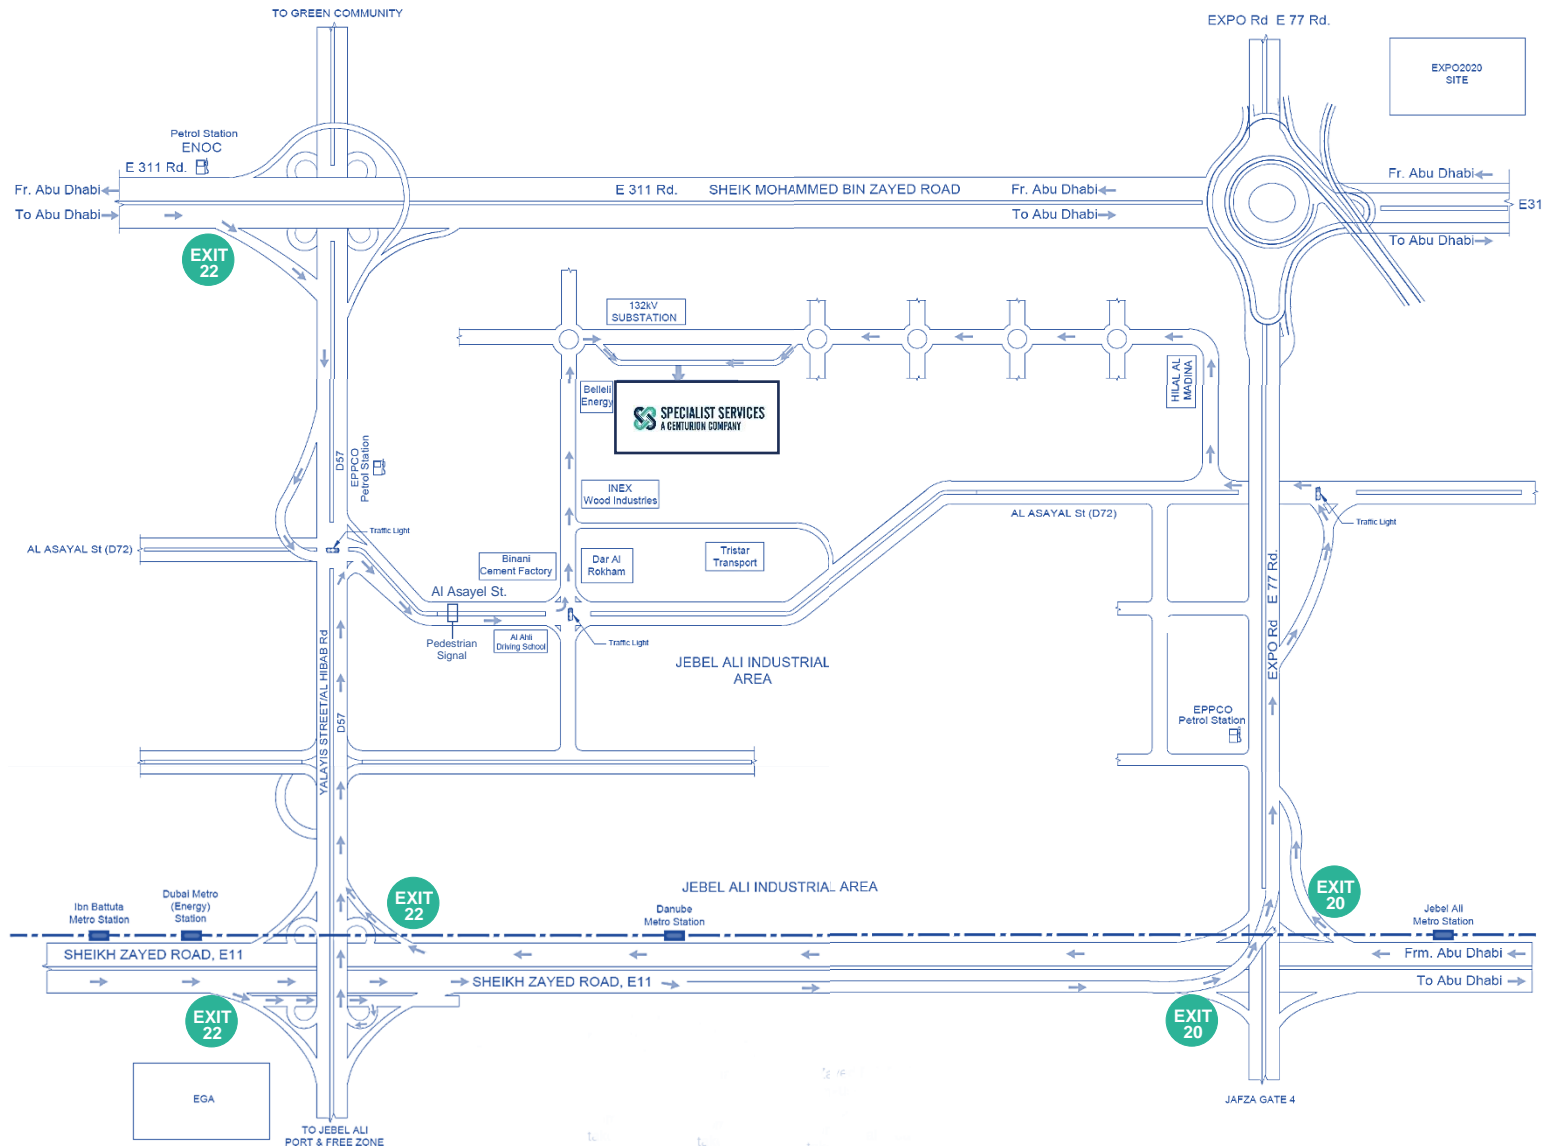 TO GREEN COMMUNITY
EXPO Rd E 77 Rd.
EXPO2020
SITE
Petrol Station
ENOC
E 311 Rd.
Fr. Abu Dhabi
To Abu Dhabi
E 311 Rd. SHEIK MOHAMMED BIN ZAYED ROAD
Fr. Abu Dhabi
To Abu Dhabi
Fr. Abu Dhabi
E31
To Abu Dhabi
EXIT
22
132kV
SUBSTATION
Belleli
Energy
SPECIALIST SERVICES
A CENTURION COMPANY
HILAL AL
MADINA
D57
EPPCO
Petrol Station
INEX
Wood Industries
AL ASAYAL St (D72)
Traffic Light
Traffic Light
AL ASAYAL St (D72)
Binani
Cement Factory
Dar Al
Rokham
Tristar
Transport
Al Asayel St.
Pedestrian
Signal
Al Ahli
Driving School
Traffic Light
JEBEL ALI INDUSTRIAL
AREA
EXPO Rd E 77 Rd.
YALAYIS STREET/AL HIBAB Rd
D57
EPPCO
Petrol Station
JEBEL ALI INDUSTRIAL AREA
EXIT
22
EXIT
20
Ibn Battuta
Metro Station
Dubai Metro
(Energy)
Station
Danube
Metro Station
Jebel Ali
Metro Station
SHEIKH ZAYED ROAD, E11
Frm. Abu Dhabi
SHEIKH ZAYED ROAD, E11
To Abu Dhabi
EXIT
22
EXIT
20
EGA
JAFZA GATE 4
TO JEBEL ALI
PORT & FREE ZONE